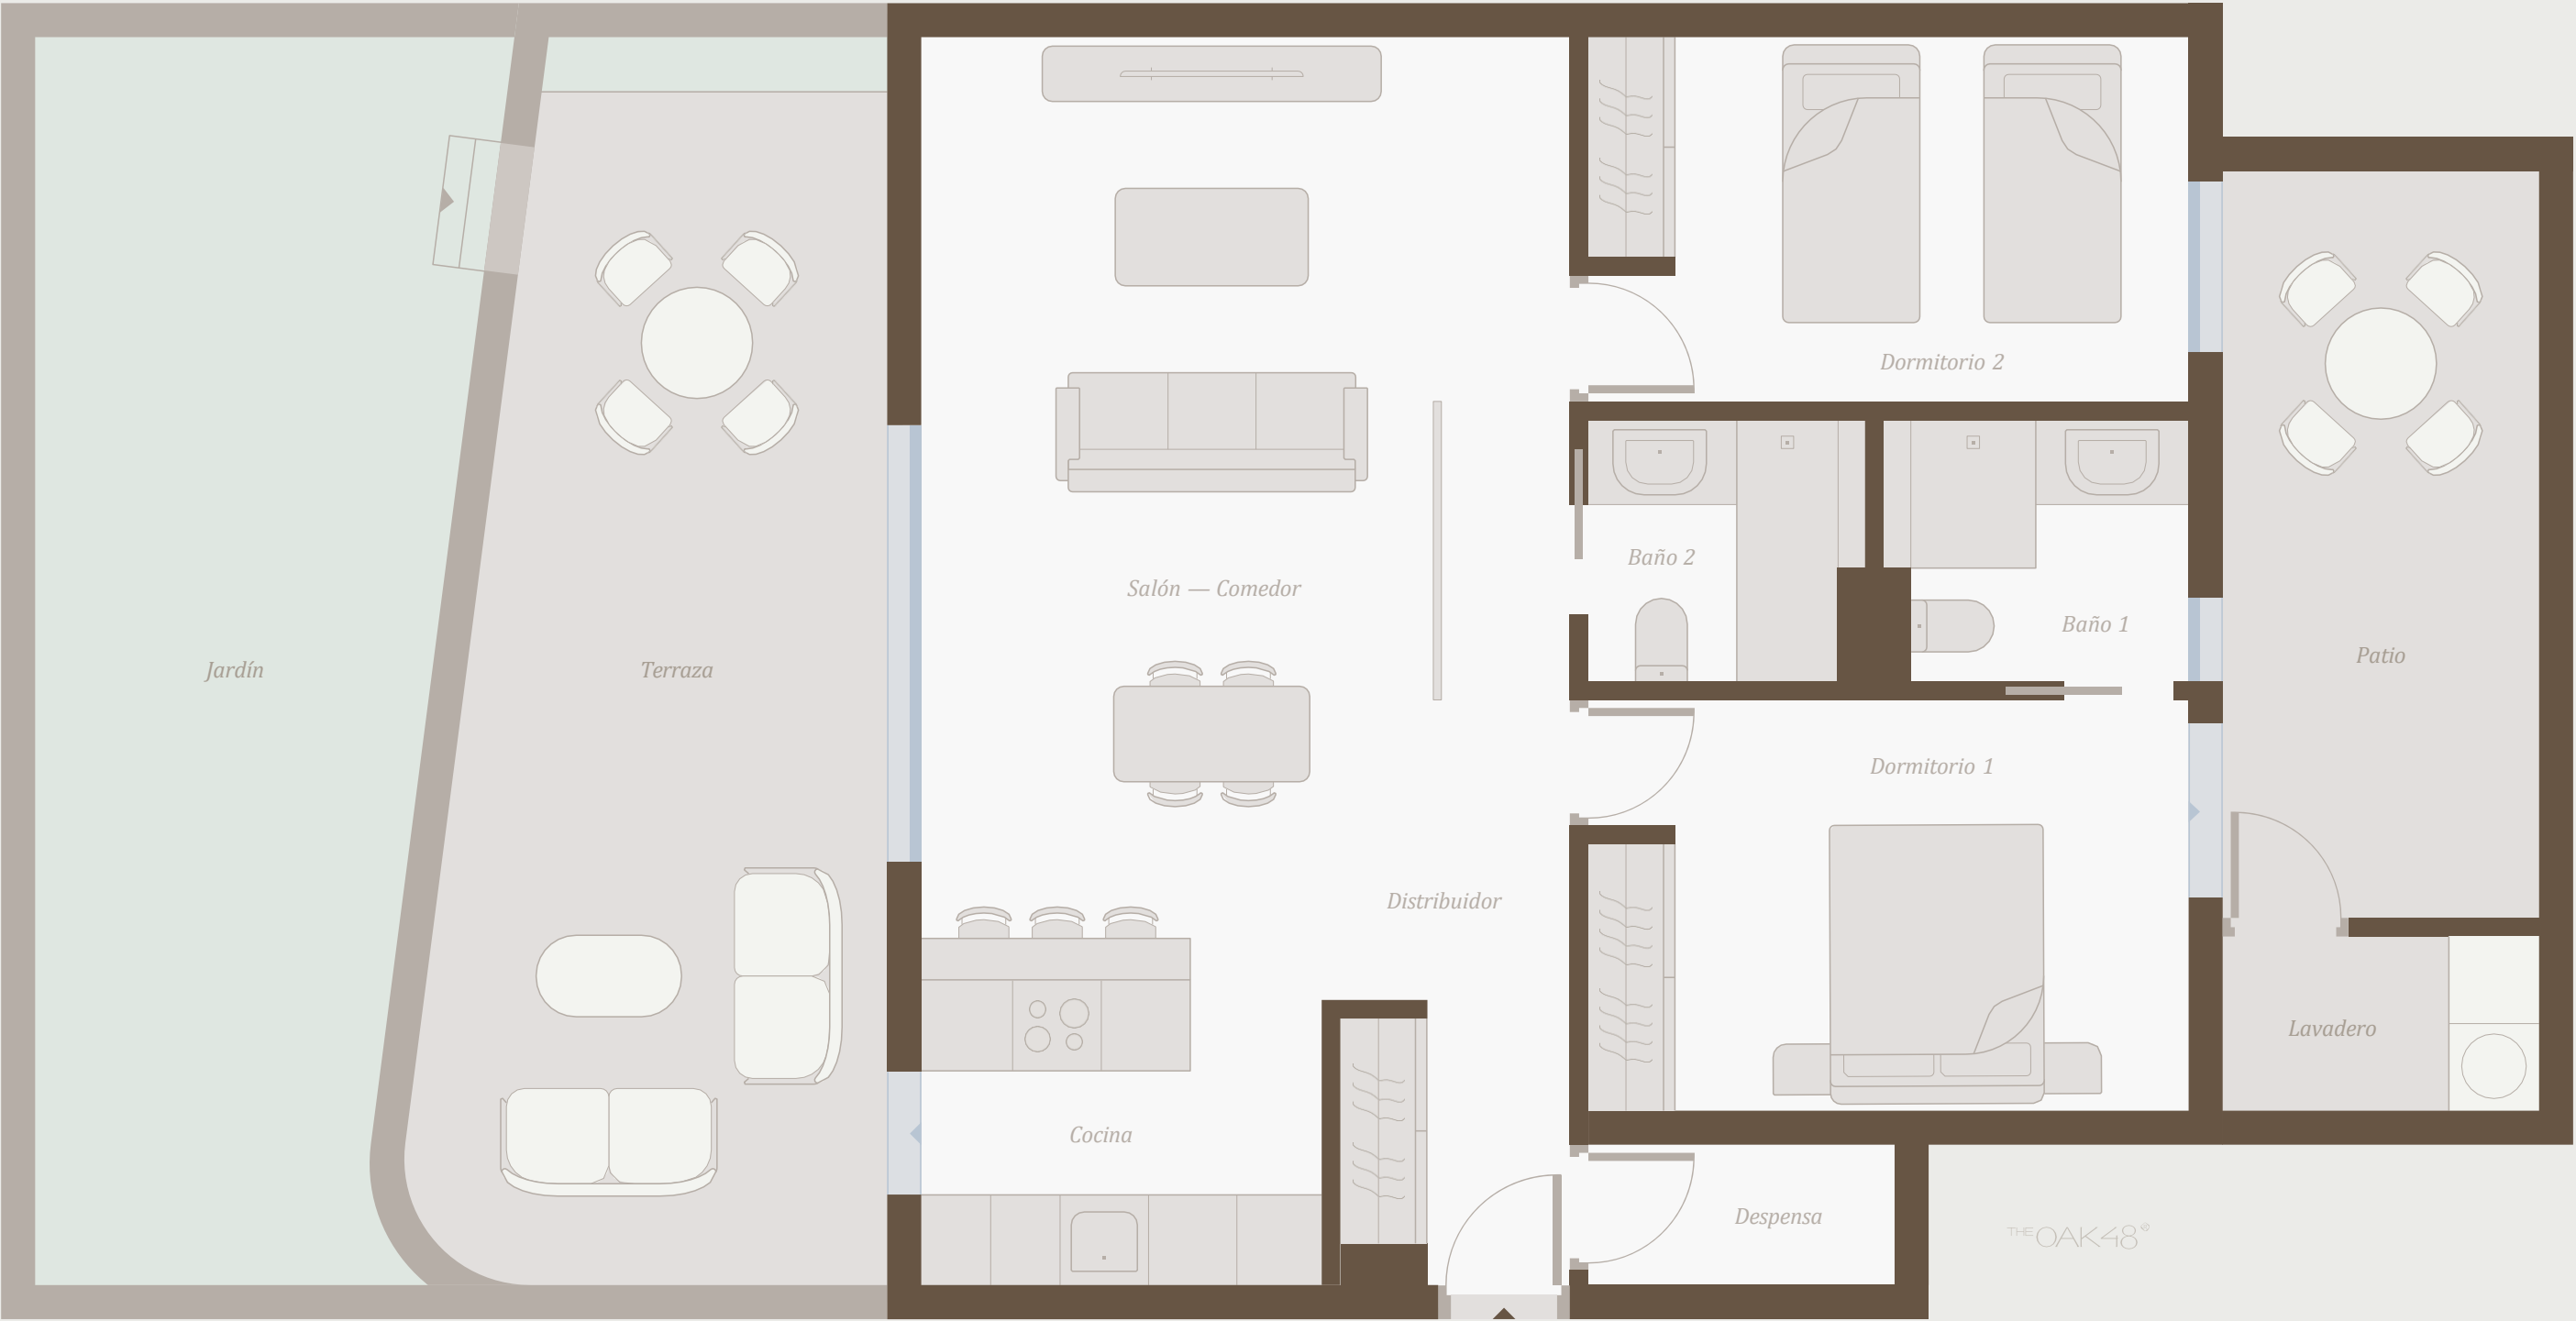 Dormitorio 2
Baño 2
Salón — Comedor
Baño 1
Patio
Jardín
Terraza
Dormitorio 1
Distribuidor
Lavadero
Cocina
Despensa
THE OAK48